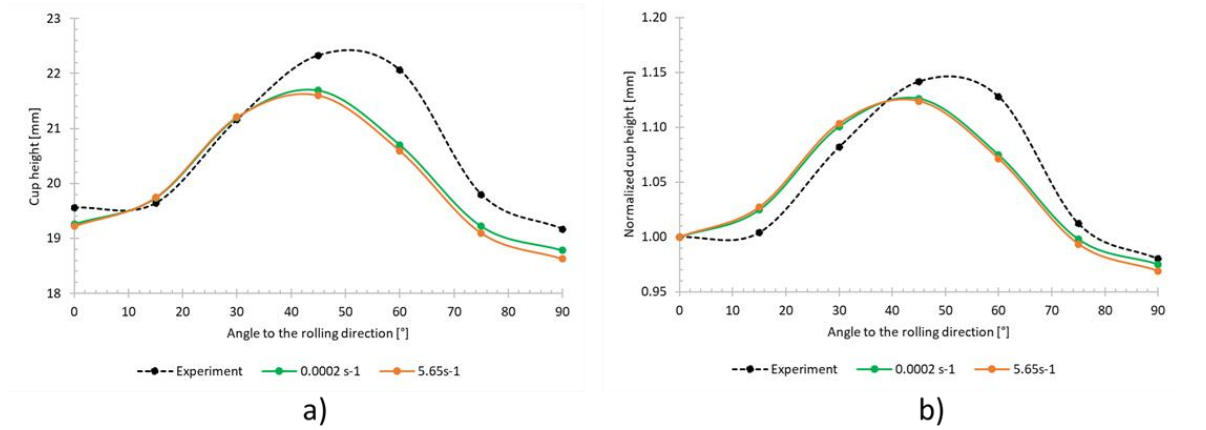 23
22
21
20
19
18
Cup height [mm]
0 10 20 30 40 50 60 70 80 90
Angle to the rolling direction [°]
Experiment 0.0002 s-1 5.65s-1
a)
1.20
1.15
1.10
1.05
1.00
0.95
Normalized cup height [mm]
0 10 20 30 40 50 60 70 80 90
Angle to the rolling direction [°]
Experiment 0.0002 s-1 5.65s-1
b)